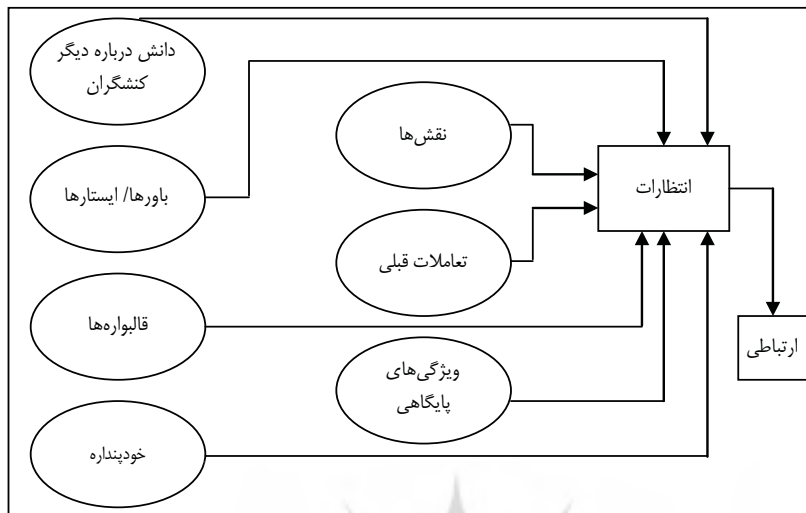 دانش درباره دیگر
کنشگران
نقش‌ها
باورها/ ایستارها
انتظارات
تعاملات قبلی
قالبواره‌ها
ارتباطی
ویژگی‌های
پایگاهی
خودپنداره